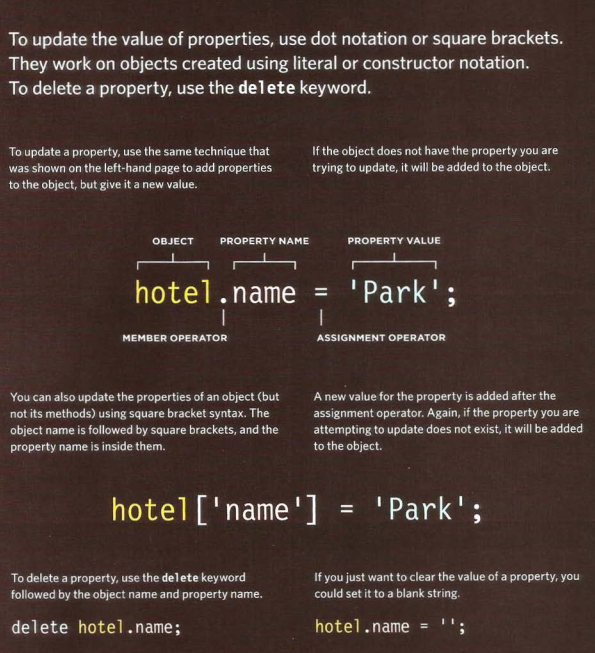 To update the value of properties, use dot notation or square brackets.
They work on objects created using literal or constructor notation.
To delete a property, use the delete keyword.
To update a property, use the same technique that
was shown on the left-hand page to add properties
to the object, but give it a new value.
If the object does not have the property you are
trying to update, it will be added to the object.
OBJECT PROPERTY NAME PROPERTY VALUE
hotel.name = 'Park';
MEMBER OPERATOR ASSIGNMENT OPERATOR
You can also update the properties of an object (but
not its methods) using square bracket syntax. The
object name is followed by square brackets, and the
property name is inside them.
A new value for the property is added after the
assignment operator. Again, if the property you are
attempting to update does not exist, it will be added
to the object.
hotel['name'] = 'Park';
To delete a property, use the delete keyword
followed by the object name and property name.
delete hotel.name;
If you just want to clear the value of a property, you
could set it to a blank string.
hotel.name = '';